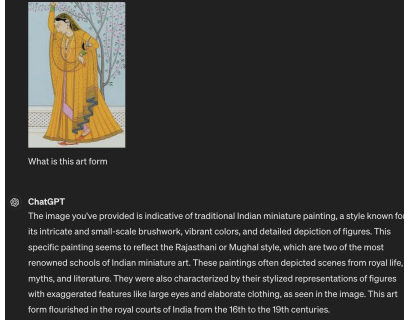 What is this art form
ChatGPT
The image you've provided is indicative of traditional Indian miniature painting, a style known for
its intricate and small-scale brushwork, vibrant colors, and detailed depiction of figures. This
specific painting seems to reflect the Rajasthani or Mughal style, which are two of the most
renowned schools of Indian miniature art. These paintings often depicted scenes from royal life,
myths, and literature. They were also characterized by their stylized representations of figures
with exaggerated features like large eyes and elaborate clothing, as seen in the image. This art
form flourished in the royal courts of India from the 16th to the 19th centuries.